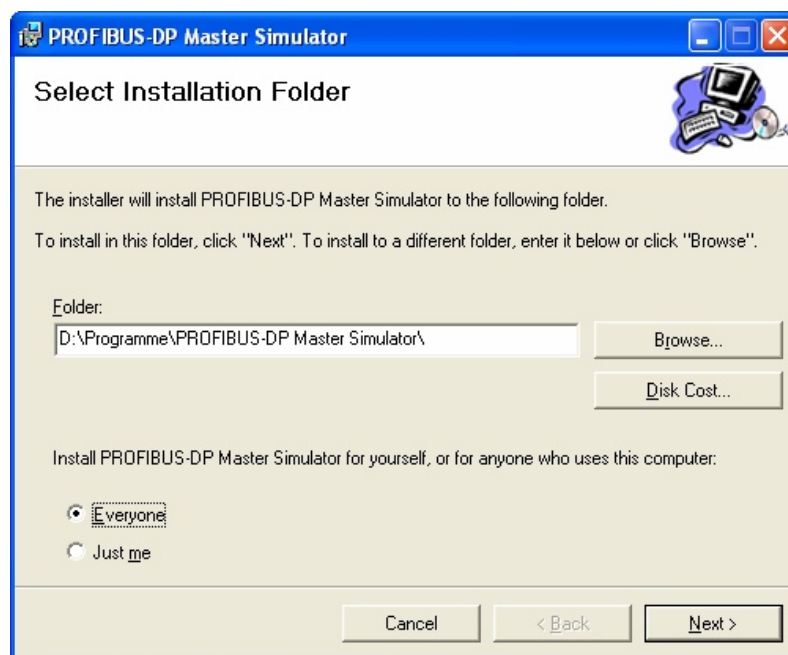 PROFIBUS-DP Master Simulator
Select Installation Folder
The installer will install PROFIBUS-DP Master Simulator to the following folder.
To install in this folder, click "Next". To install to a different folder, enter it below or click "Browse".
Folder:
D:\Programme\PROFIBUS-DP Master Simulator\
Browse...
Disk Cost...
Install PROFIBUS-DP Master Simulator for yourself, or for anyone who uses this computer:
Everyone
Just me
Cancel
< Back
Next >